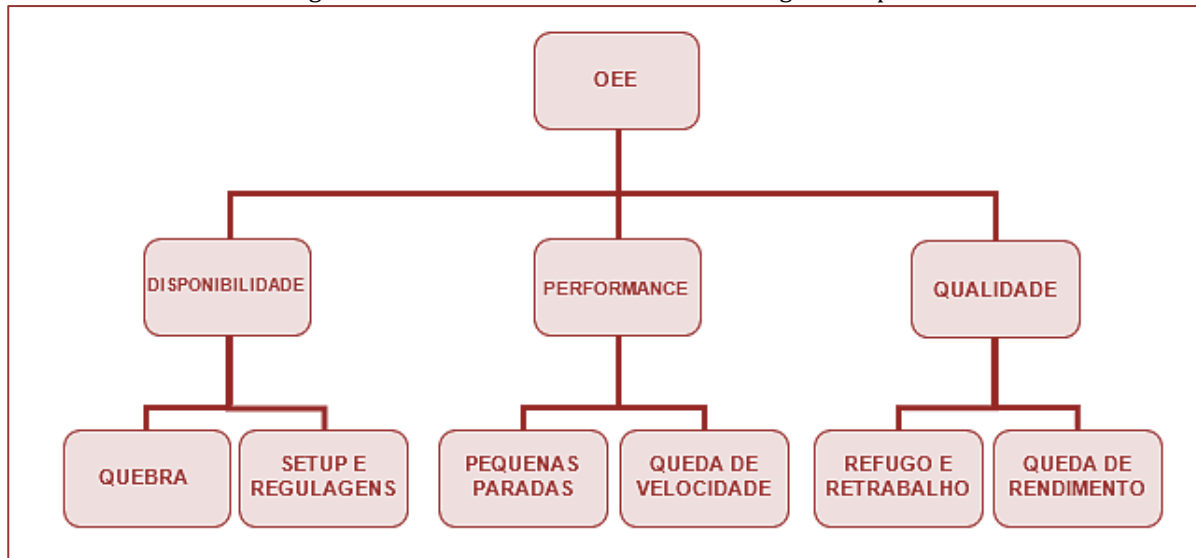 OEE
DISPONIBILIDADE
PERFORMANCE
QUALIDADE
QUEBRA
SETUP E
REGULAGENS
PEQUENAS
PARADAS
QUEDA DE
VELOCIDADE
REFUGO E
RETRABALHO
QUEDA DE
RENDIMENTO